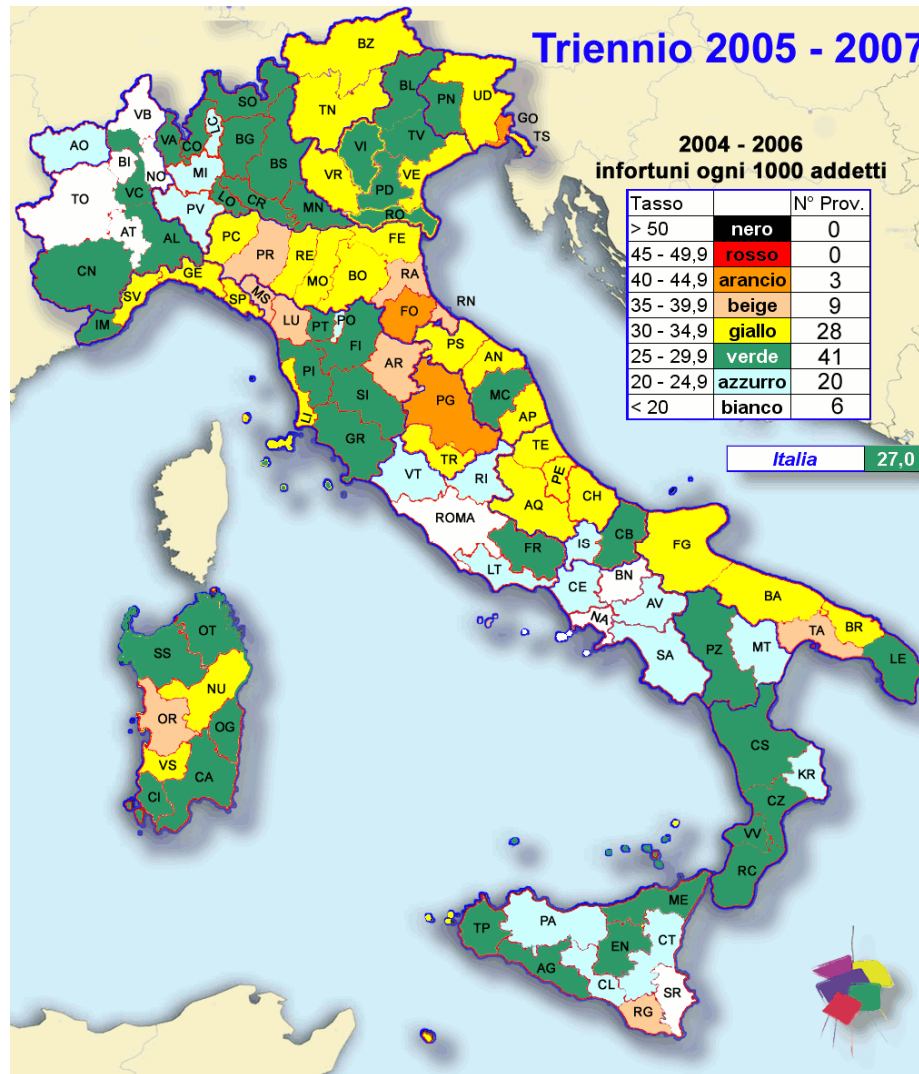 Triennio 2005 - 2007
2004 - 2006
infortuni ogni 1000 addetti
Tasso N° Prov.
> 50 nero 0
45 - 49,9 rosso 0
40 - 44,9 arancio 3
35 - 39,9 beige 9
30 - 34,9 giallo 28
25 - 29,9 verde 41
20 - 24,9 azzurro 20
< 20 bianco 6
Italia 27,0
BZ
SO
BL
PN
UD
TN
VB
LC
GO
TS
VA
CO
BG
TV
AO
BI
NO
MI
BS
VI
VR
VE
TO
VC
PV
LO
CR
MN
PD
RO
AT
AL
PC
FE
CN
GE
PR
RE
MO
BO
RA
SV
SP
MS
RN
IM
LU
PT
PO
FO
FI
PS
AN
AR
PI
SI
PG
MC
LI
GR
AP
TR
TE
VT
RI
PE
CH
AQ
ROMA
CB
FR
IS
FG
LT
CE
BN
BA
NA
AV
TA
BR
SA
PZ
MT
LE
OT
SS
NU
OR
OG
VS
CA
CI
CS
KR
CZ
VV
RC
ME
PA
TP
EN
CT
AG
CL
SR
RG